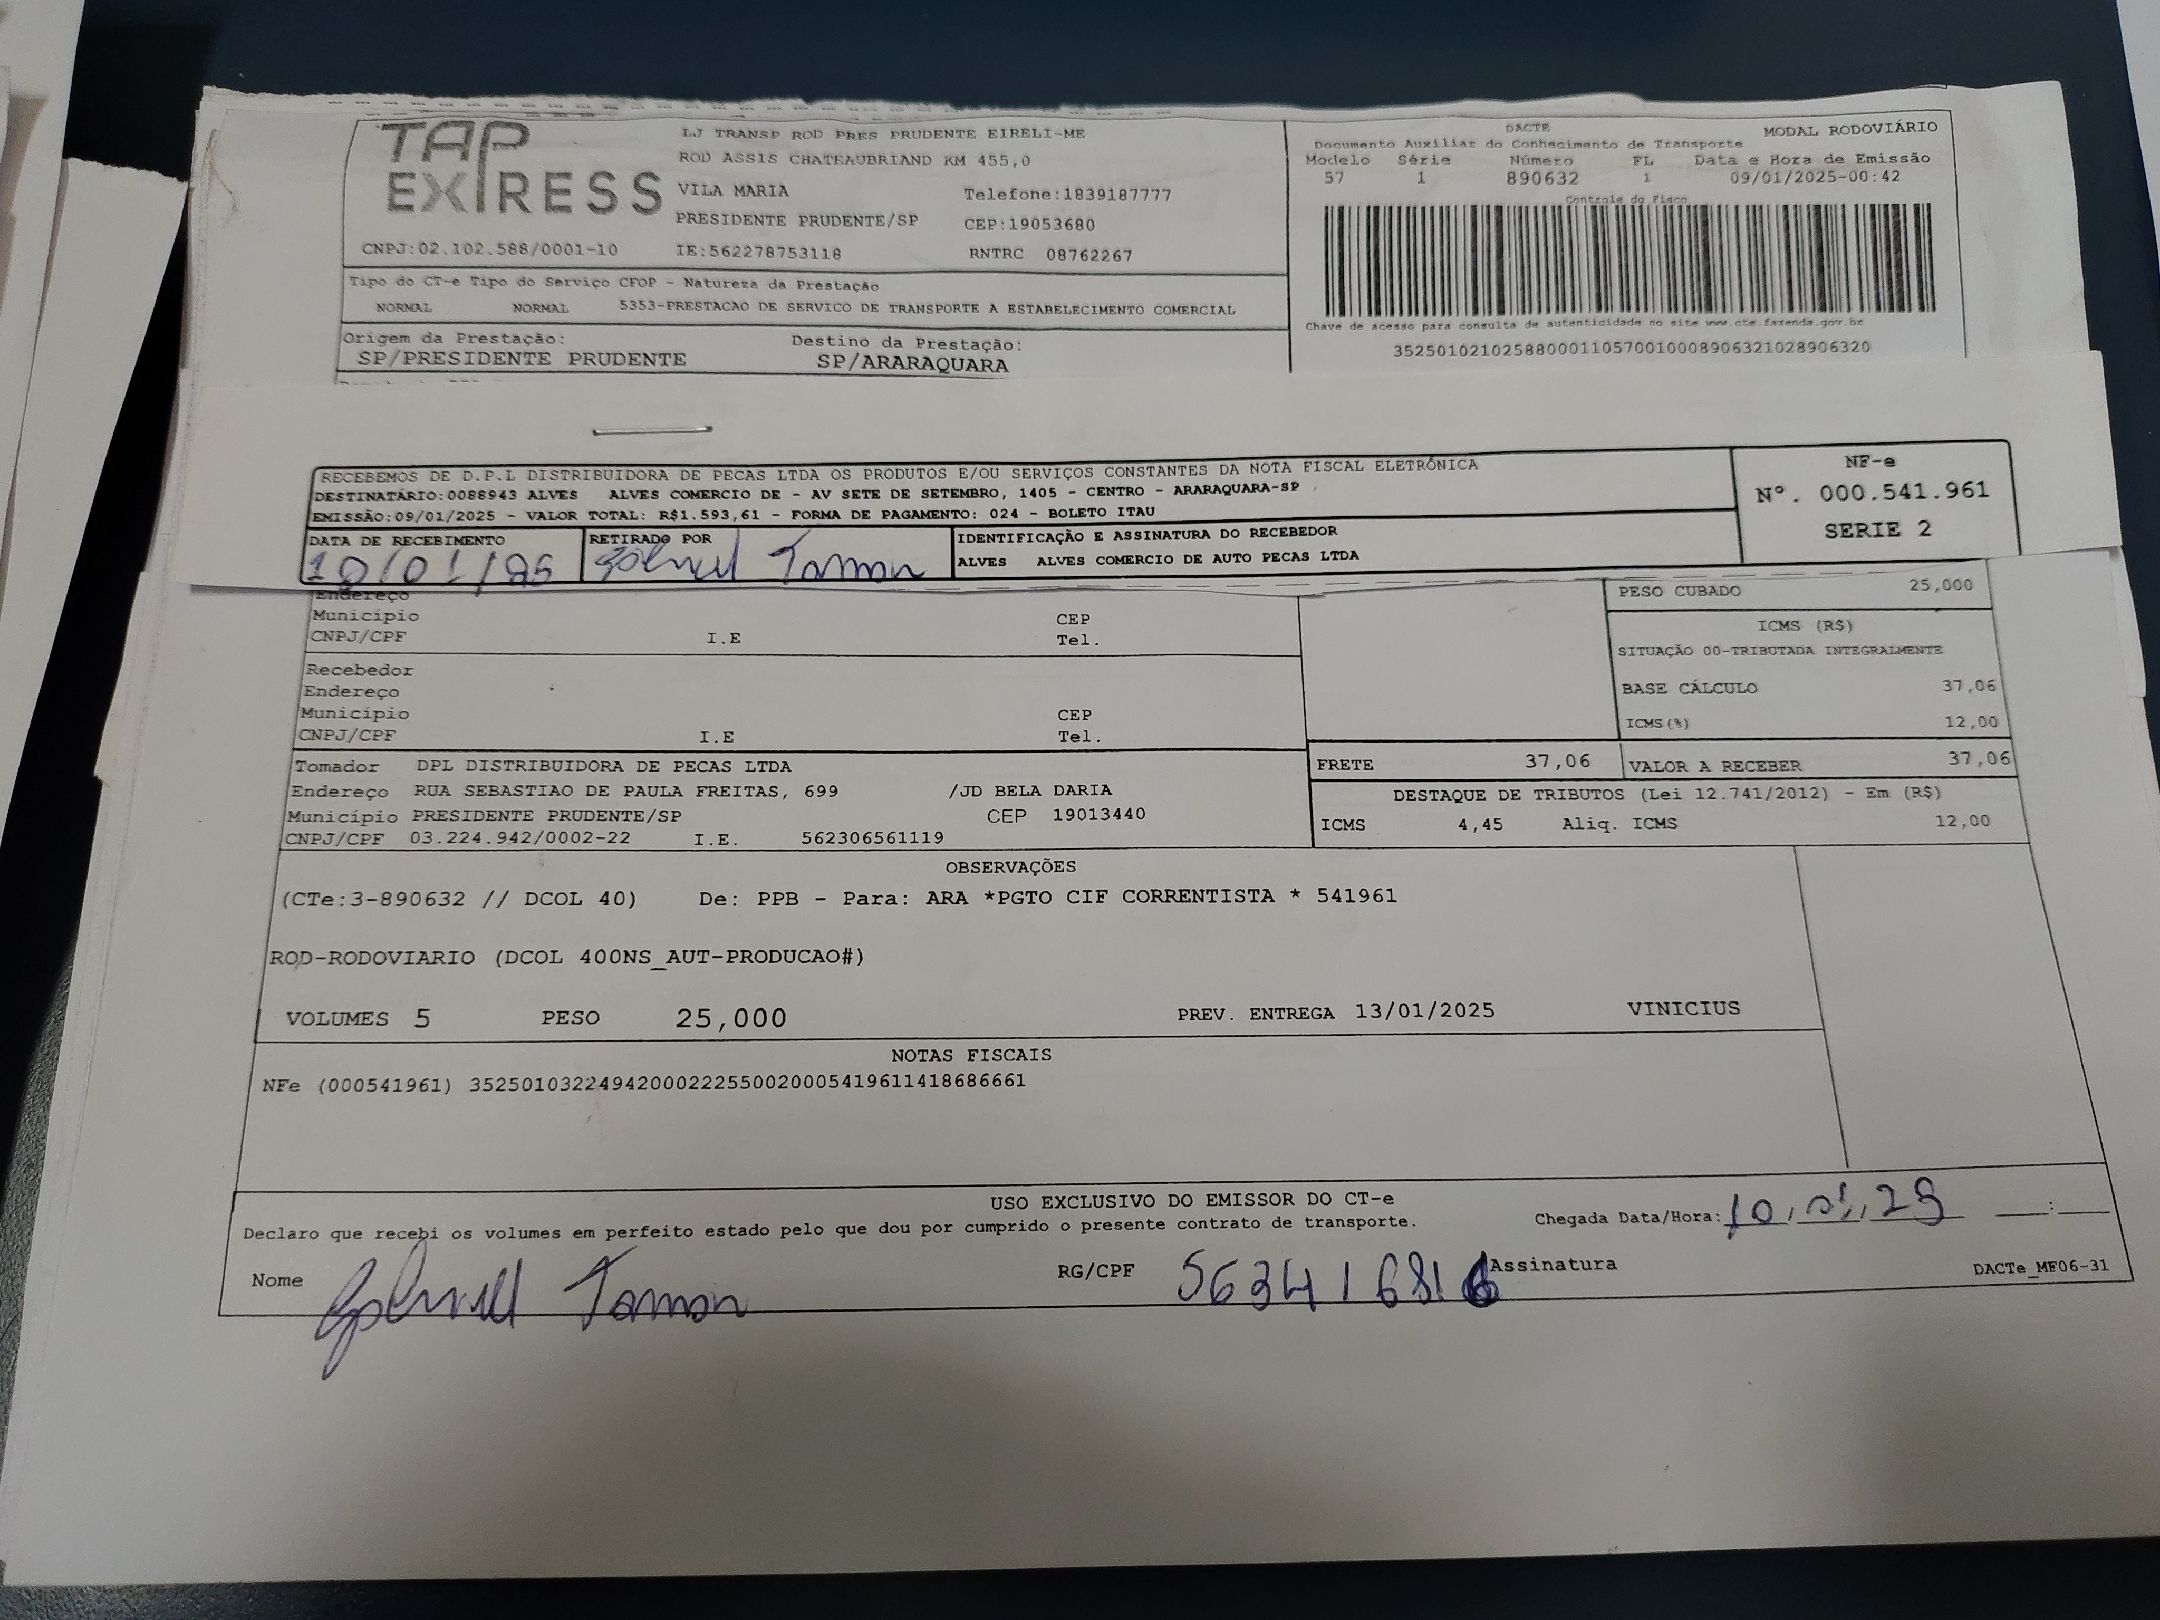 TAP
EXPRESS
LJ TRANSP ROD PRES PRUDENTE EIRELI-ME
ROD ASSIS CHATEAUBRIAND KM 455,0
VILA MARIA Telefone:1839187777
PRESIDENTE PRUDENTE/SP CEP:19053680
CNPJ:02.102.588/0001-10 IE:562278753118 RNTRC 08762267
DACTE MODAL RODOVIÁRIO
Documento Auxiliar do Conhecimento de Transporte
Modelo Série Número FL Data e Hora de Emissão
57 1 890632 1 09/01/2025-00:42
Controle do Fisco
Chave de acesso para consulta de autenticidade no site www.cte.fazenda.gov.br
35250102102588000110570010008906321028906320
Tipo do CT-e Tipo do Serviço CFOP - Natureza da Prestação
NORMAL NORMAL 5353-PRESTACAO DE SERVICO DE TRANSPORTE A ESTABELECIMENTO COMERCIAL
Origem da Prestação: Destino da Prestação:
SP/PRESIDENTE PRUDENTE SP/ARARAQUARA
RECEBEMOS DE D.P.L DISTRIBUIDORA DE PECAS LTDA OS PRODUTOS E/OU SERVIÇOS CONSTANTES DA NOTA FISCAL ELETRÔNICA
DESTINATÁRIO:0088943 ALVES ALVES COMERCIO DE - AV SETE DE SETEMBRO, 1405 - CENTRO - ARARAQUARA-SP
EMISSÃO:09/01/2025 - VALOR TOTAL: R$1.593,61 - FORMA DE PAGAMENTO: 024 - BOLETO ITAU
NF-e
Nº. 000.541.961
SERIE 2
DATA DE RECEBIMENTO RETIRADO POR IDENTIFICAÇÃO E ASSINATURA DO RECEBEDOR
10/01/25 ALVES ALVES COMERCIO DE AUTO PECAS LTDA
Endereço
Município CEP
CNPJ/CPF I.E Tel.
Recebedor
Endereço
Município CEP
CNPJ/CPF I.E Tel.
PESO CUBADO 25,000
ICMS (R$)
SITUAÇÃO 00-TRIBUTADA INTEGRALMENTE
BASE CÁLCULO 37,06
ICMS(%) 12,00
FRETE 37,06 VALOR A RECEBER 37,06
Tomador DPL DISTRIBUIDORA DE PECAS LTDA
Endereço RUA SEBASTIAO DE PAULA FREITAS, 699 /JD BELA DARIA
Município PRESIDENTE PRUDENTE/SP CEP 19013440
CNPJ/CPF 03.224.942/0002-22 I.E. 562306561119
DESTAQUE DE TRIBUTOS (Lei 12.741/2012) - Em (R$)
ICMS 4,45 Aliq. ICMS 12,00
OBSERVAÇÕES
(CTe:3-890632 // DCOL 40) De: PPB - Para: ARA *PGTO CIF CORRENTISTA * 541961
ROD-RODOVIARIO (DCOL 400NS_AUT-PRODUCAO#)
VOLUMES 5 PESO 25,000 PREV. ENTREGA 13/01/2025 VINICIUS
NOTAS FISCAIS
NFe (000541961) 35250103224942000222550020005419611418686661
USO EXCLUSIVO DO EMISSOR DO CT-e
Declaro que recebi os volumes em perfeito estado pelo que dou por cumprido o presente contrato de transporte. Chegada Data/Hora: 10,01,25 __:__
Nome RG/CPF 563416816 Assinatura DACTe_MF06-31